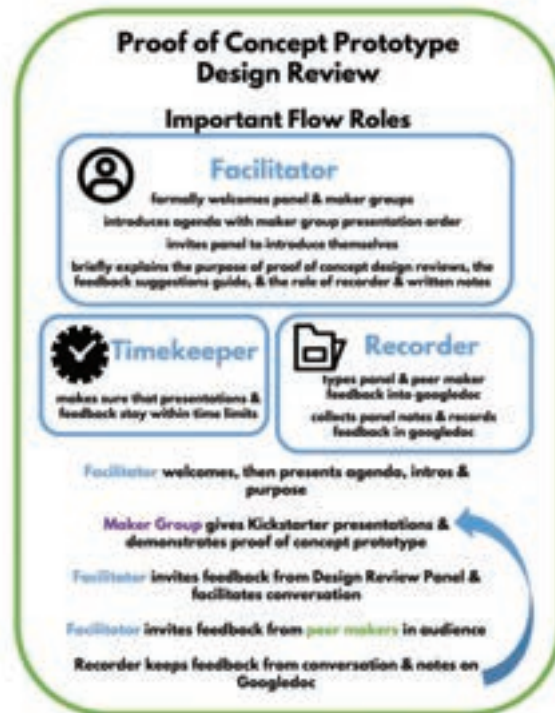 Proof of Concept Prototype
Design Review
Important Flow Roles
Facilitator
formally welcomes panel & maker groups
introduces agenda with maker group presentation order
invites panel to introduce themselves
briefly explains the purpose of proof of concept design reviews, the
feedback suggestions guide, & the role of recorder & written notes
Timekeeper
makes sure that presentations &
feedback stay within time limits
Recorder
types panel & peer maker
feedback into googledoc
collects panel notes & records
feedback in googledoc
Facilitator welcomes, then presents agenda, intros &
purpose
Maker Group gives Kickstarter presentations &
demonstrates proof of concept prototype
Facilitator invites feedback from Design Review Panel &
facilitates conversation
Facilitator invites feedback from peer makers in audience
Recorder keeps feedback from conversation & notes on
Googledoc